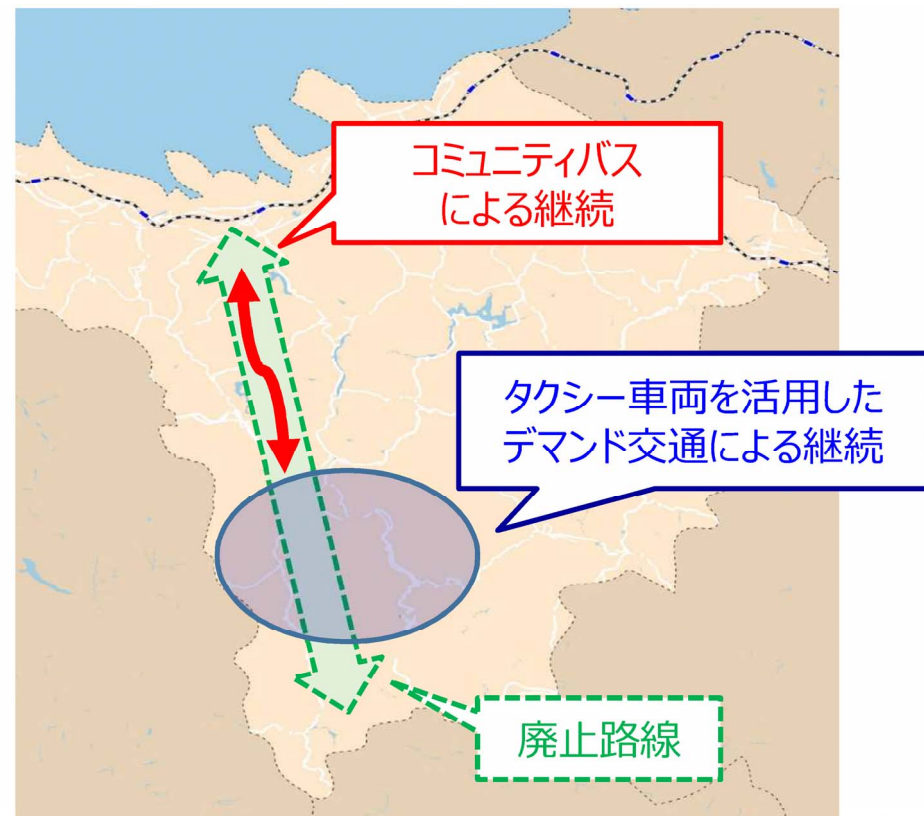 コミュニティバス
による継続
タクシー車両を活用した
デマンド交通による継続
廃止路線